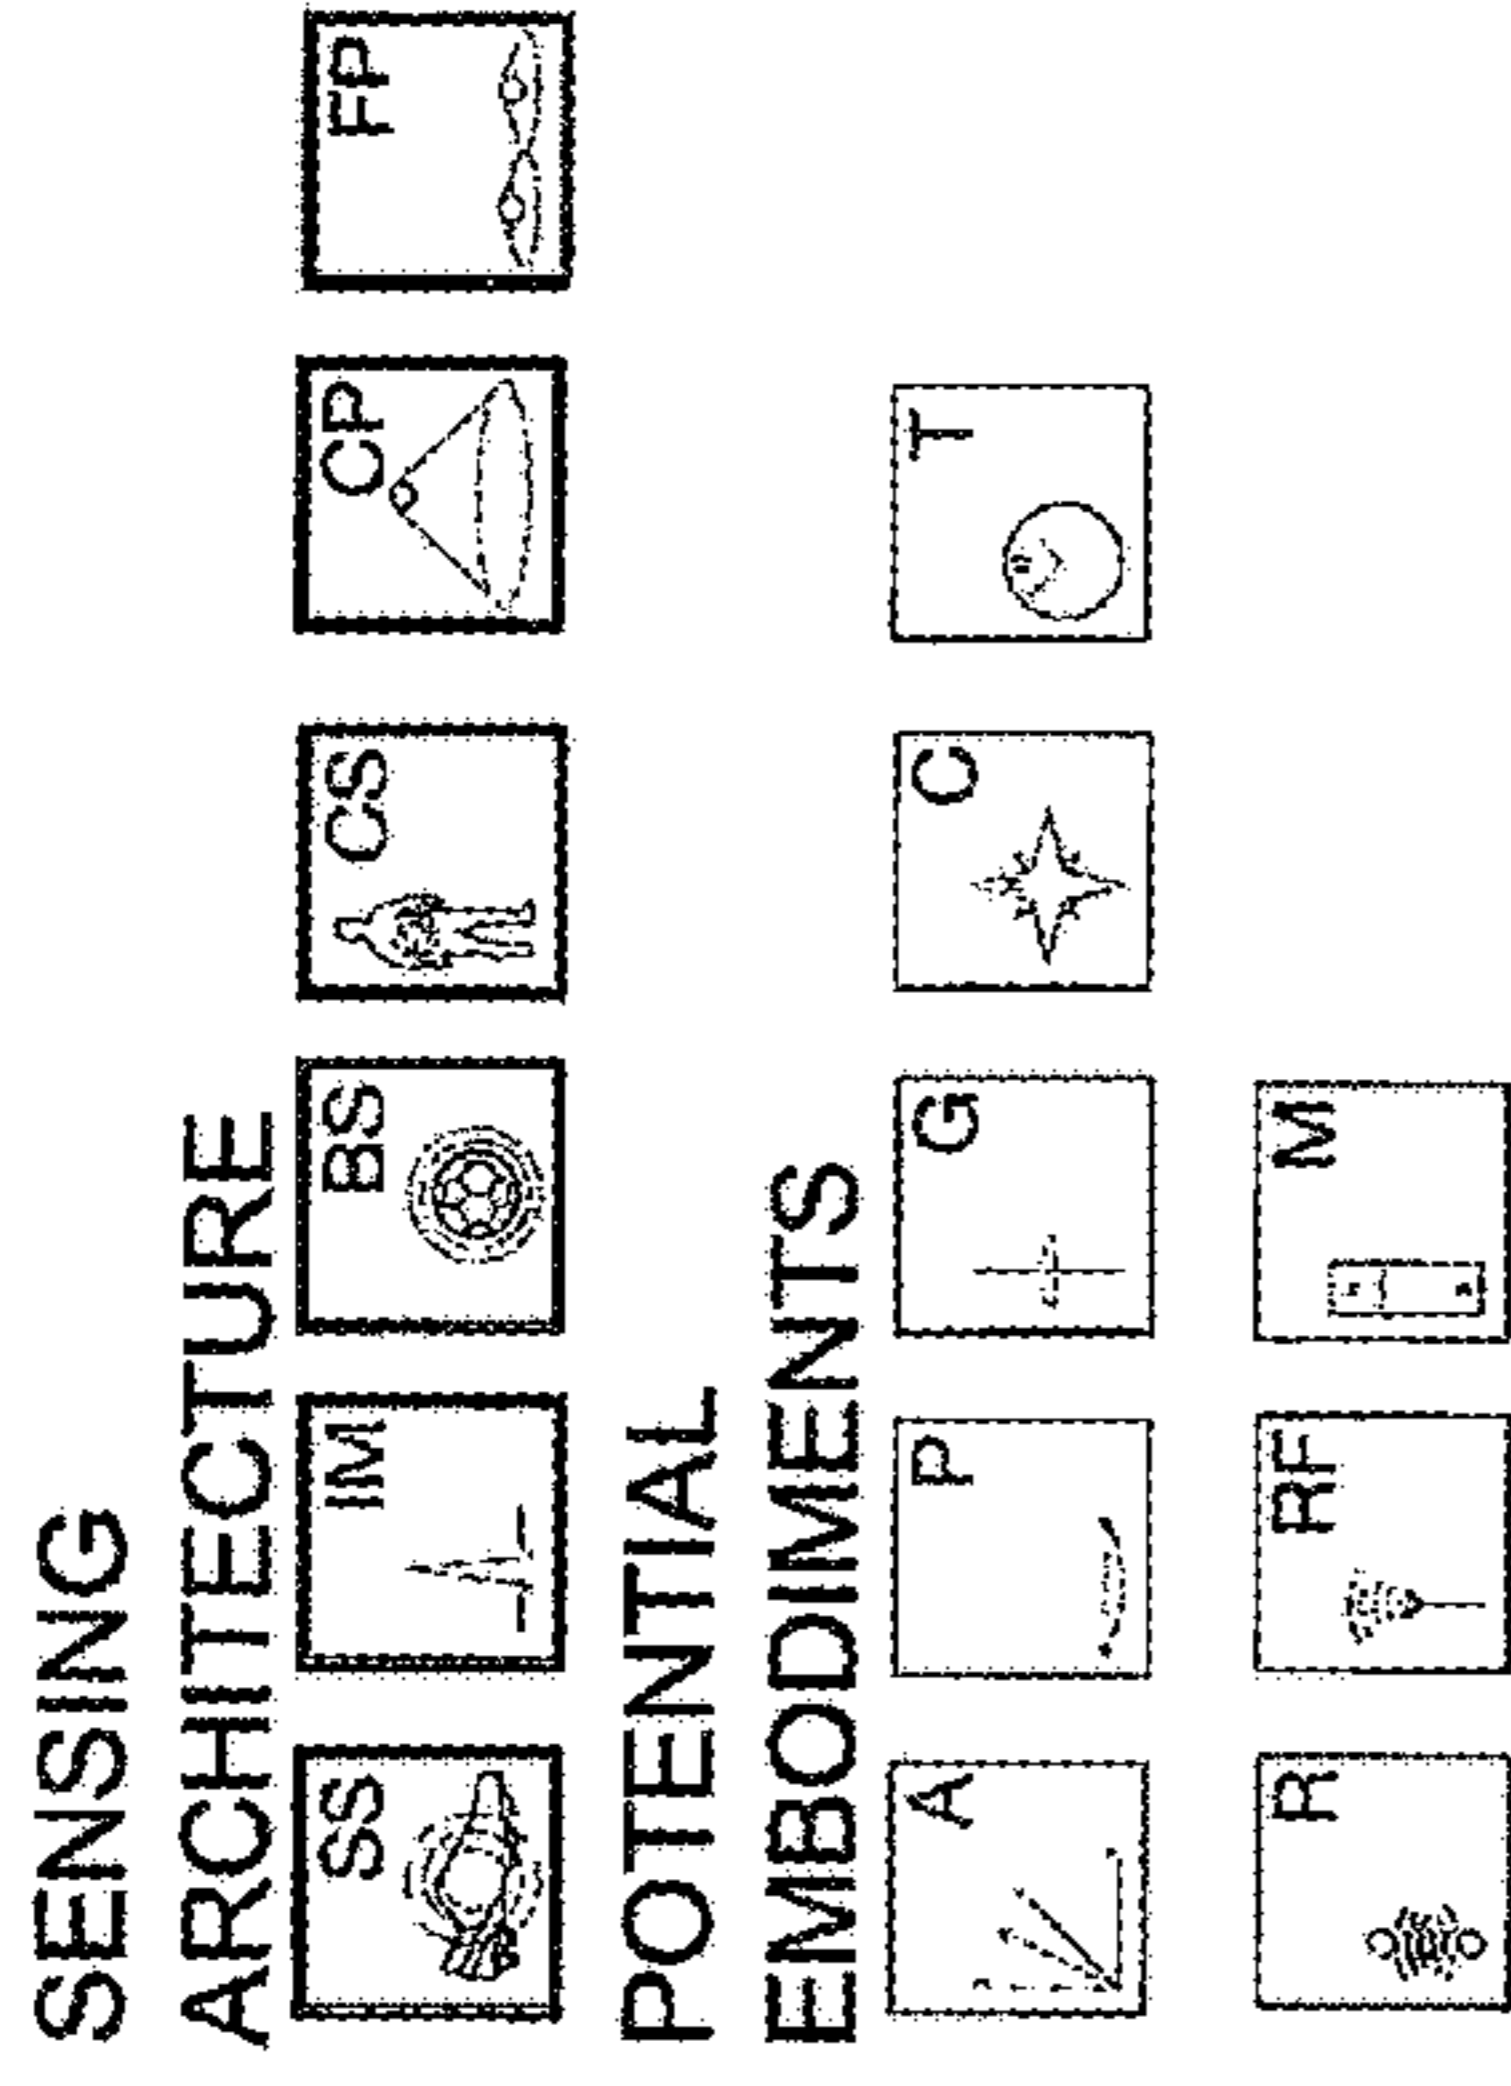 SENSING
ARCHITECTURE
SS IM BS CS CP FP
POTENTIAL
EMBODIMENTS
A P G C T
R RF M